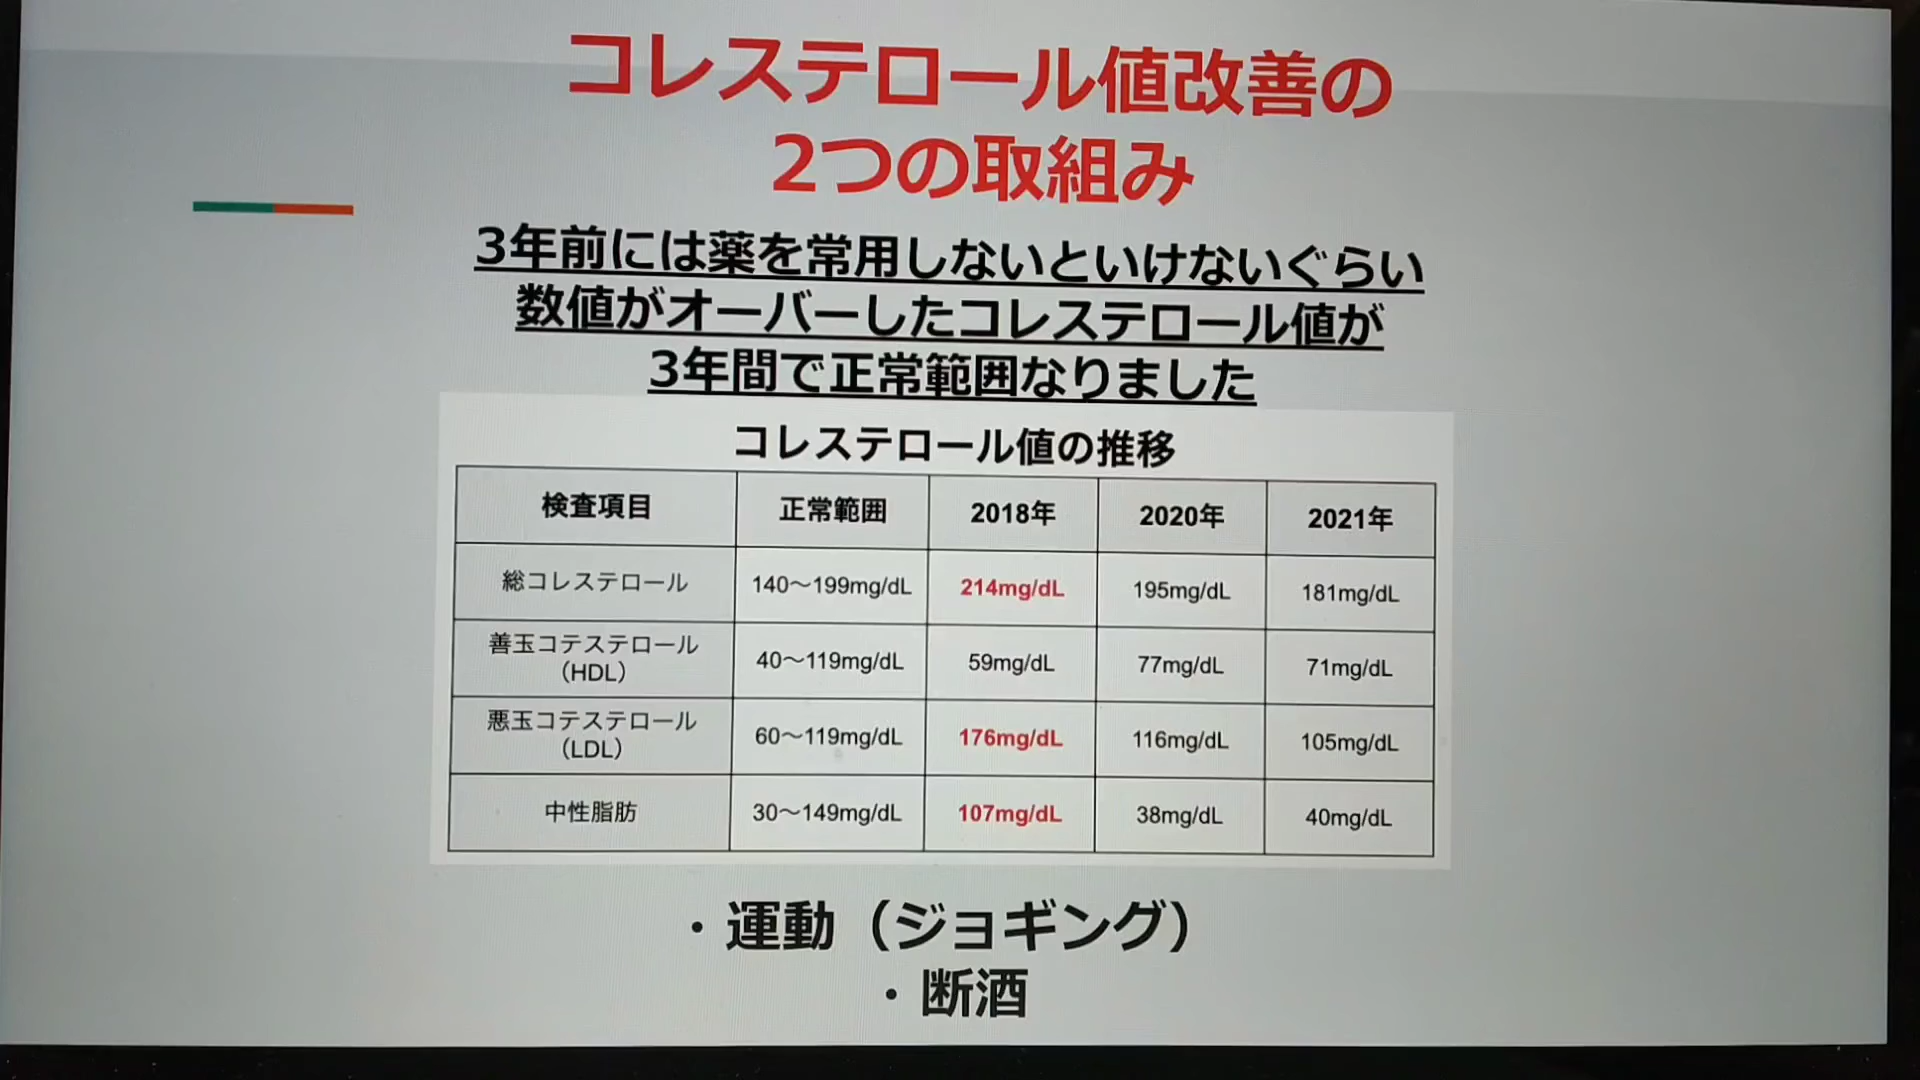 コレステロール値改善の
2つの取組み
3年前には薬を常用しないといけないぐらい
数値がオーバーしたコレステロール値が
3年間で正常範囲なりました
コレステロール値の推移
検査項目 正常範囲 2018年 2020年 2021年
総コレステロール 140〜199mg/dL 214mg/dL 195mg/dL 181mg/dL
善玉コテステロール
（HDL） 40〜119mg/dL 59mg/dL 77mg/dL 71mg/dL
悪玉コテステロール
（LDL） 60〜119mg/dL 176mg/dL 116mg/dL 105mg/dL
中性脂肪 30〜149mg/dL 107mg/dL 38mg/dL 40mg/dL
・運動（ジョギング）
・断酒